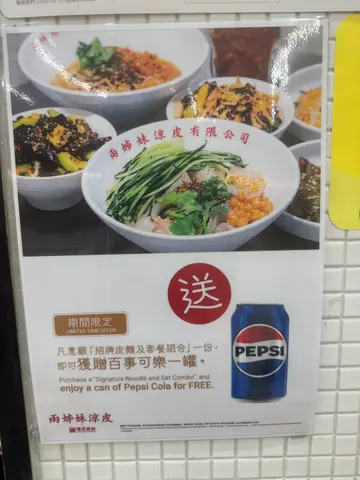 兩姊妹涼皮有限公司
送
期間限定
LIMITED TIME OFFER
凡惠顧「招牌皮麵及套餐組合」一份，
即可獲贈百事可樂一罐。
Purchase a "Signature Noodle and Set Combo", and
enjoy a can of Pepsi Cola for FREE.
PEPSI
兩姊妹涼皮